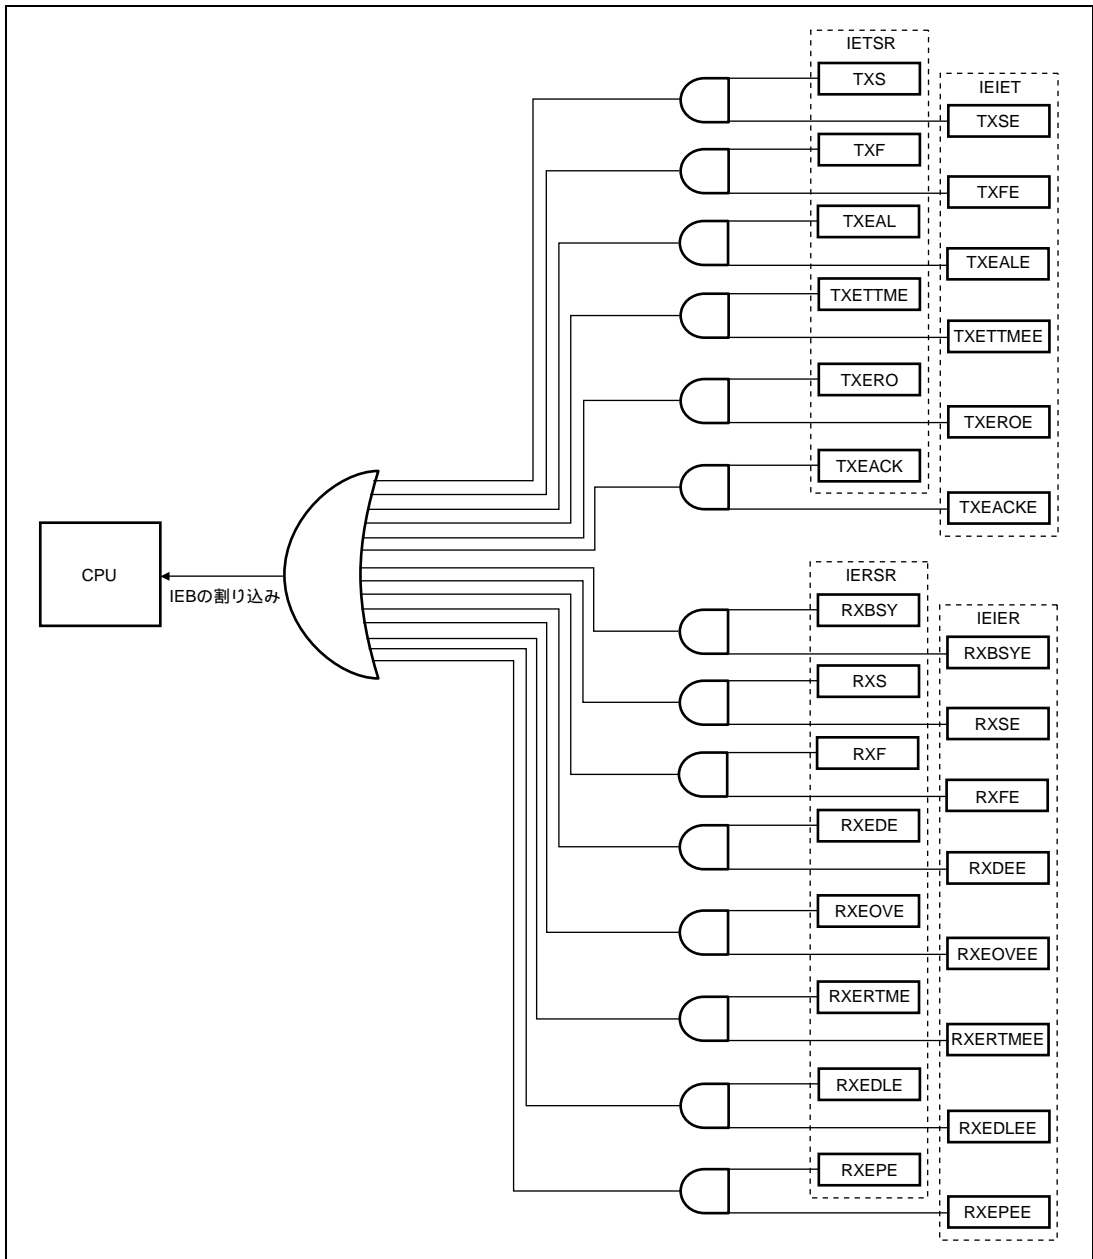 IETSR
TXS
IEIET
TXSE
TXF
TXFE
TXEAL
TXEALE
TXETTME
TXETTMEE
TXERO
TXEROE
TXEACK
TXEACKE
CPU
IEBの割り込み
IERSR
RXBSY
IEIER
RXBSYE
RXS
RXSE
RXF
RXFE
RXEDE
RXDEE
RXEOVE
RXEOVEE
RXERTME
RXERTMEE
RXEDLE
RXEDLEE
RXEPE
RXEPEE